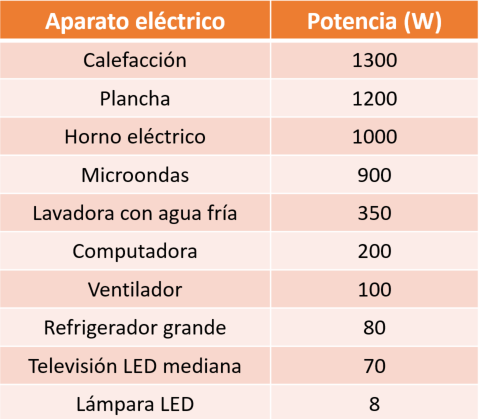 Aparato eléctrico Potencia (W)
Calefacción 1300
Plancha 1200
Horno eléctrico 1000
Microondas 900
Lavadora con agua fría 350
Computadora 200
Ventilador 100
Refrigerador grande 80
Televisión LED mediana 70
Lámpara LED 8